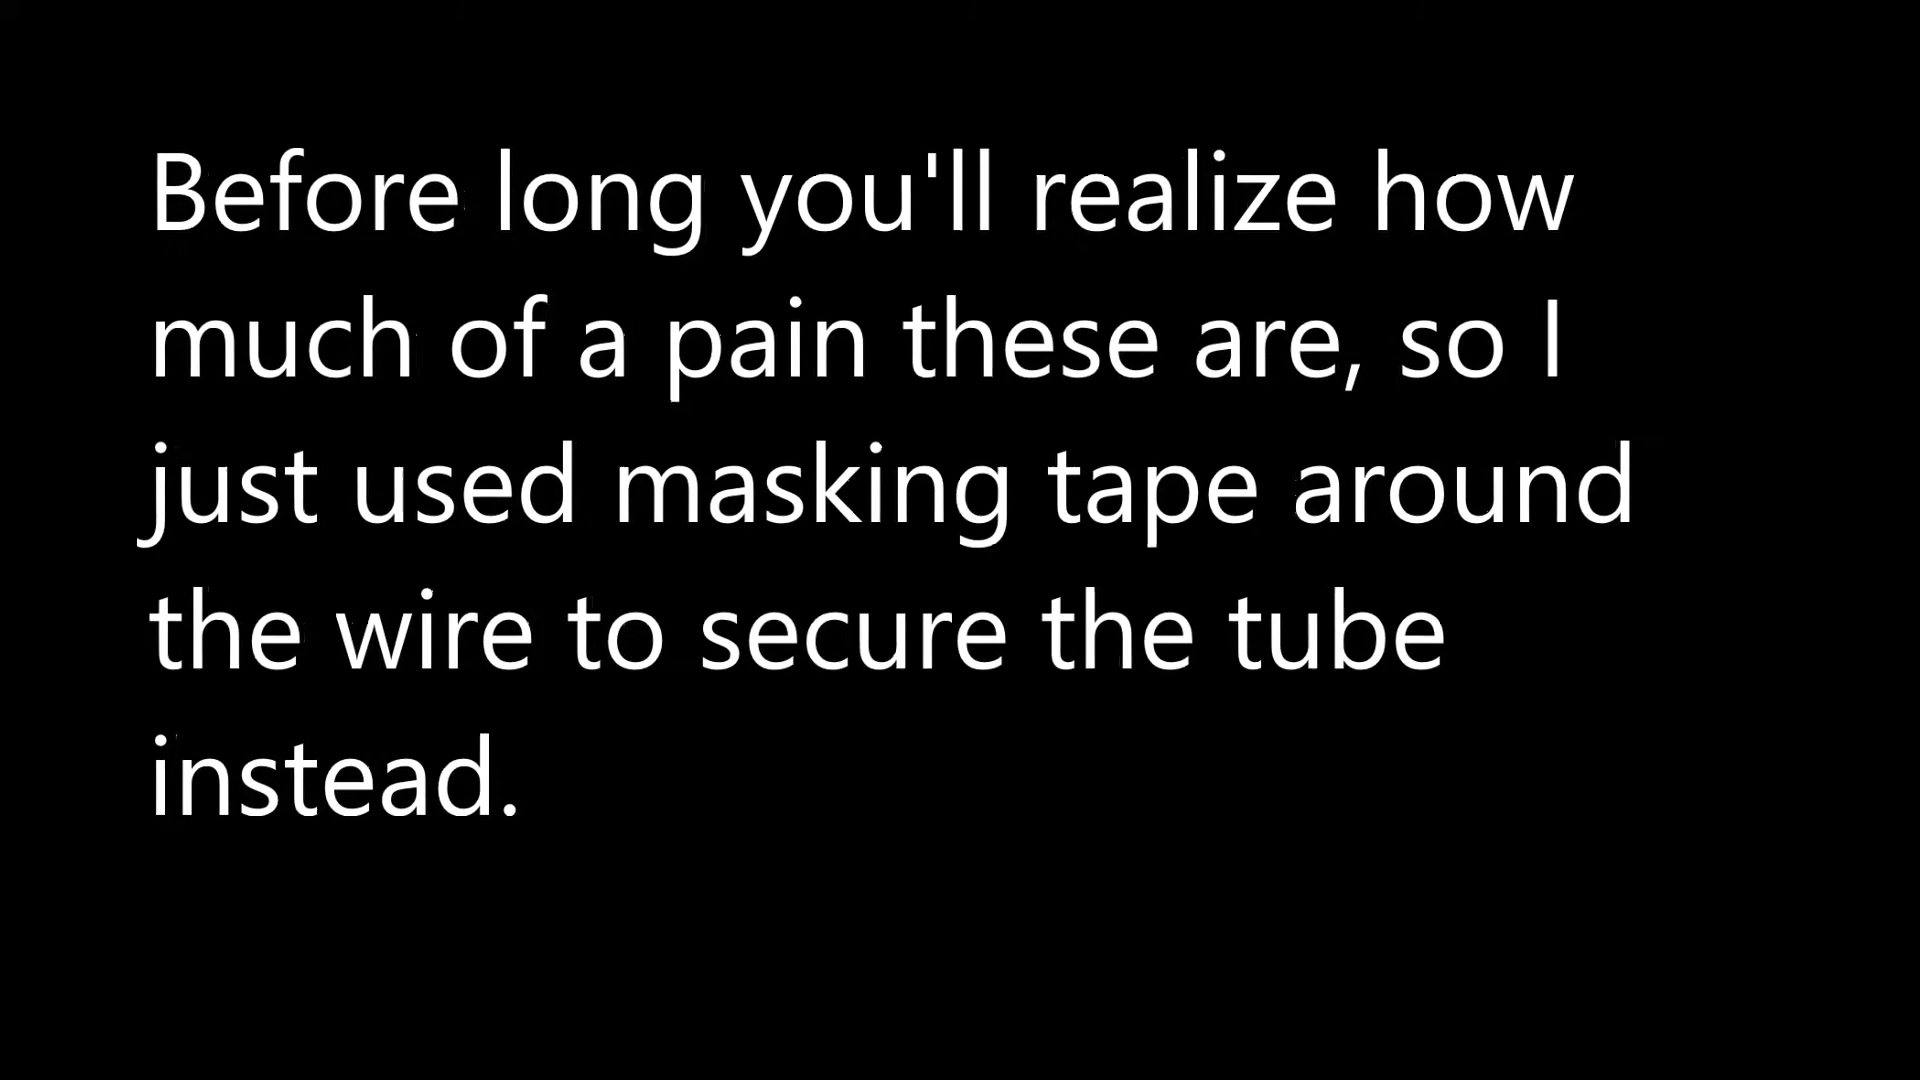 Before long you'll realize how
much of a pain these are, so I
just used masking tape around
the wire to secure the tube
instead.